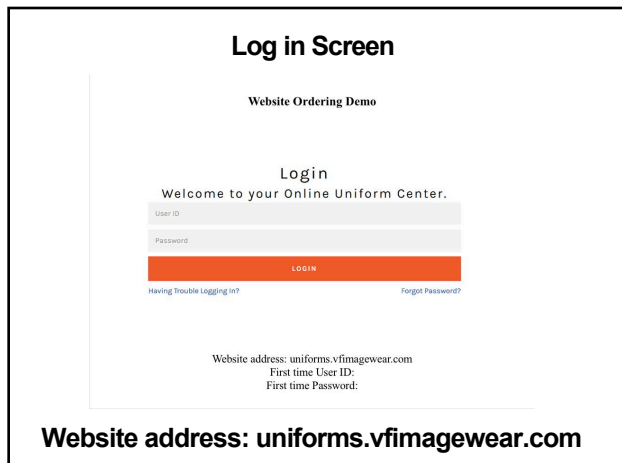 Log in Screen
Website Ordering Demo
Login
Welcome to your Online Uniform Center.
User ID
Password
LOGIN
Having Trouble Logging In? Forgot Password?
Website address: uniforms.vfimagewear.com
First time User ID:
First time Password:
Website address: uniforms.vfimagewear.com